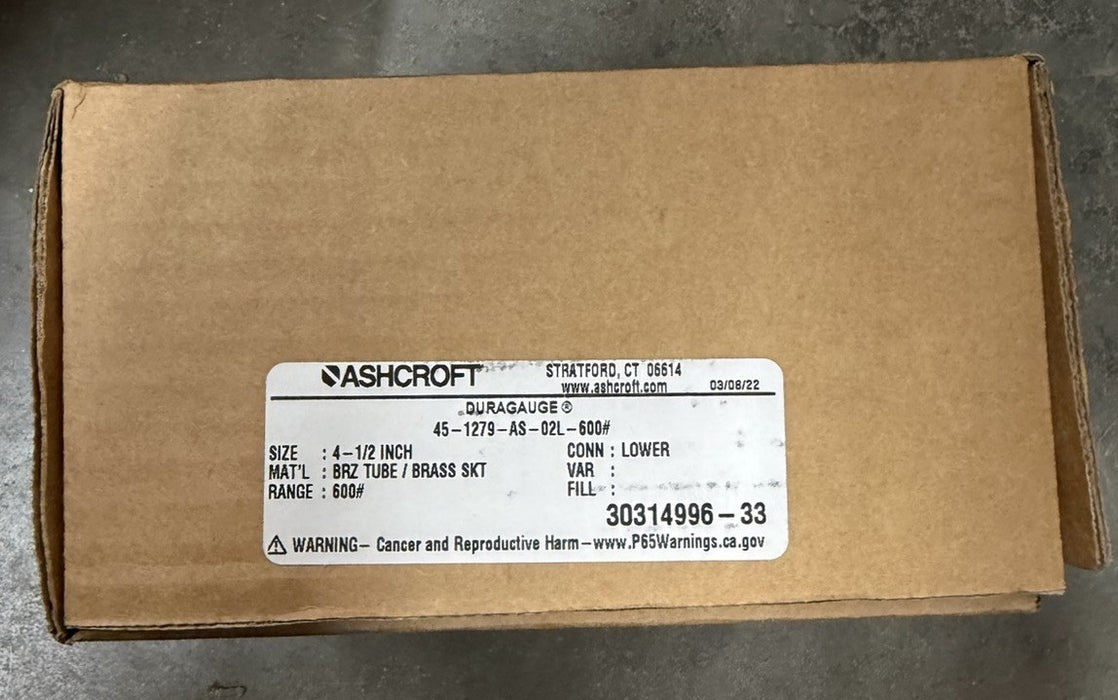 ASHCROFT STRATFORD, CT 06614
www.ashcroft.com 03/08/22
DURAGAUGE®
45-1279-AS-02L-600#
SIZE : 4-1/2 INCH CONN : LOWER
MAT'L : BRZ TUBE / BRASS SKT VAR :
RANGE : 600# FILL :
30314996-33
⚠ WARNING- Cancer and Reproductive Harm-www.P65Warnings.ca.gov